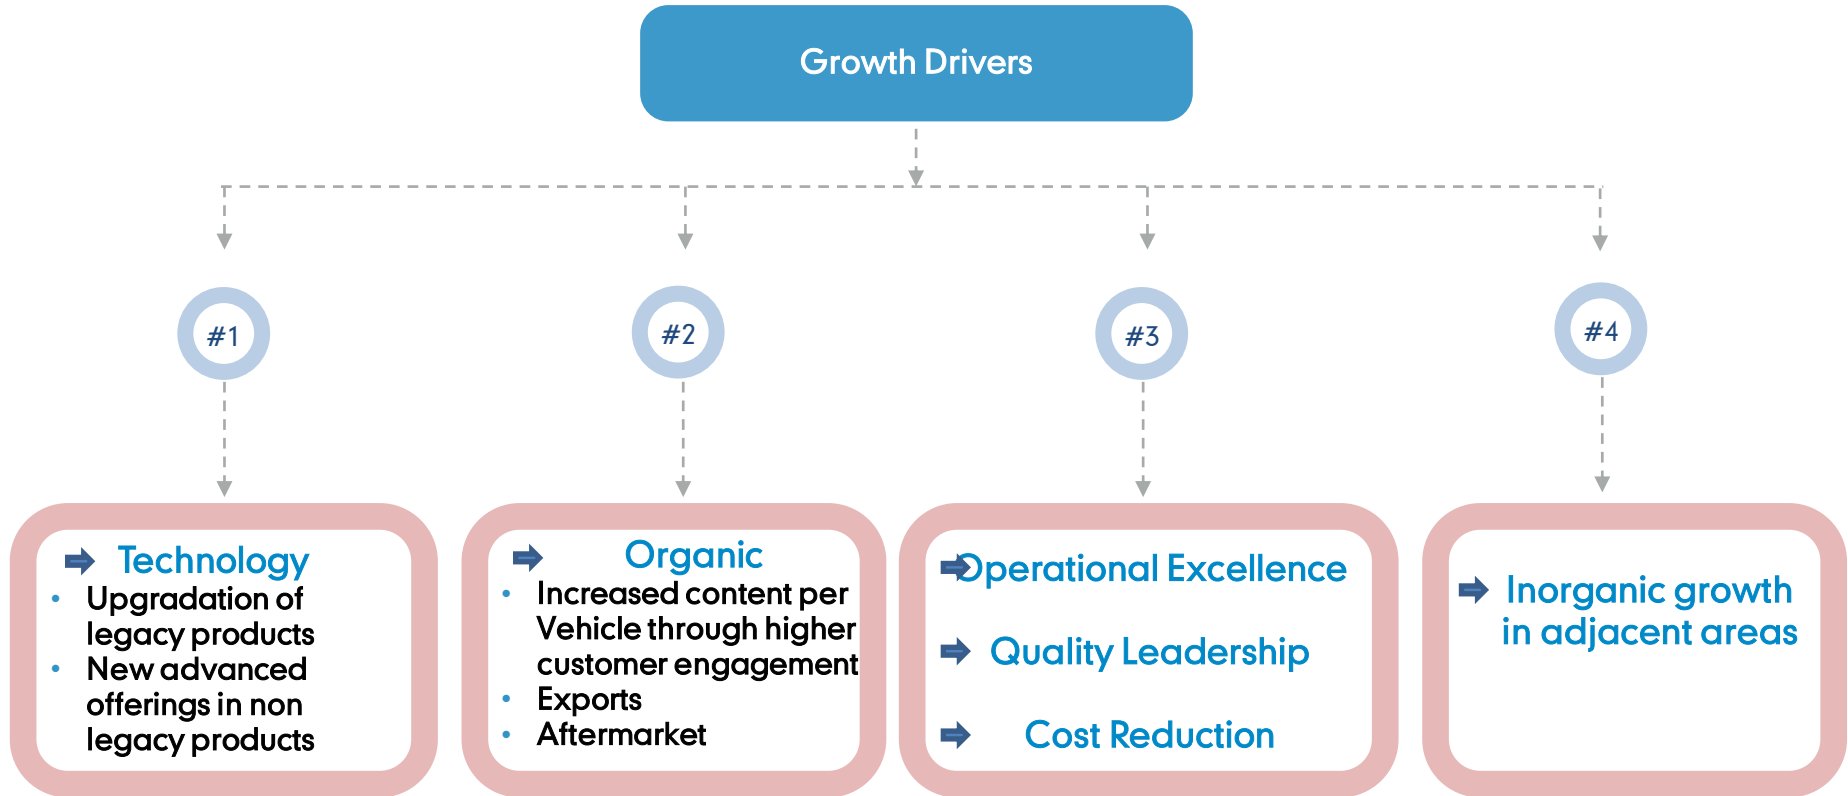 Growth Drivers
#1
#2
#3
#4
Technology
• Upgradation of
legacy products
• New advanced
offerings in non
legacy products
Organic
• Increased content per
Vehicle through higher
customer engagement
• Exports
• Aftermarket
Operational Excellence
Quality Leadership
Cost Reduction
Inorganic growth
in adjacent areas